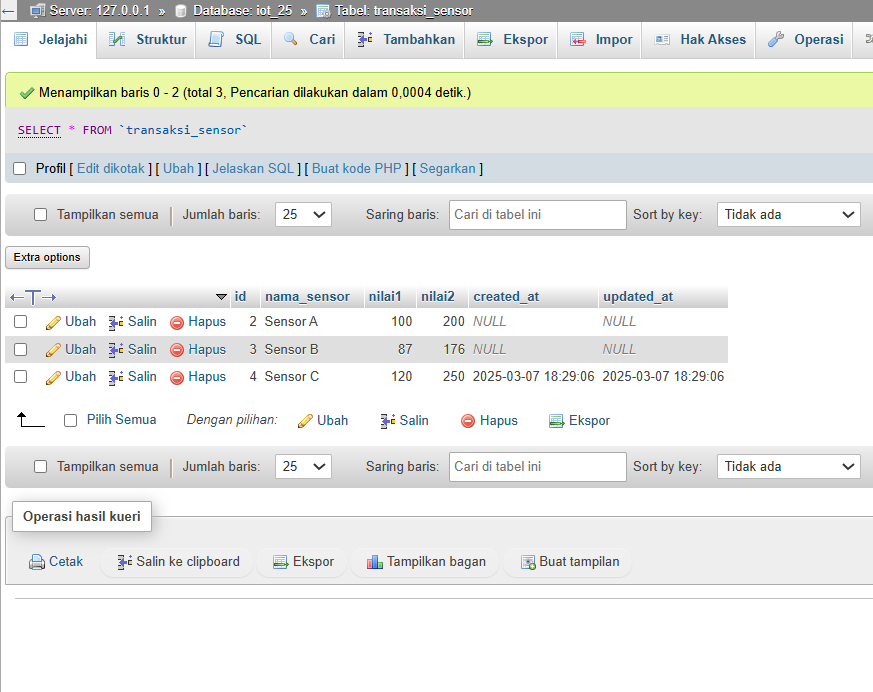 Server: 127.0.0.1 » Database: iot_25 » Tabel: transaksi_sensor
Jelajahi Struktur SQL Cari Tambahkan Ekspor Impor Hak Akses Operasi
Menampilkan baris 0 - 2 (total 3, Pencarian dilakukan dalam 0,0004 detik.)
SELECT * FROM `transaksi_sensor`
Profil [ Edit dikotak ] [ Ubah ] [ Jelaskan SQL ] [ Buat kode PHP ] [ Segarkan ]
Tampilkan semua Jumlah baris: 25 Saring baris: Cari di tabel ini Sort by key: Tidak ada
Extra options
←T→ id nama_sensor nilai1 nilai2 created_at updated_at
Ubah Salin Hapus 2 Sensor A 100 200 NULL NULL
Ubah Salin Hapus 3 Sensor B 87 176 NULL NULL
Ubah Salin Hapus 4 Sensor C 120 250 2025-03-07 18:29:06 2025-03-07 18:29:06
Pilih Semua Dengan pilihan: Ubah Salin Hapus Ekspor
Tampilkan semua Jumlah baris: 25 Saring baris: Cari di tabel ini Sort by key: Tidak ada
Operasi hasil kueri
Cetak Salin ke clipboard Ekspor Tampilkan bagan Buat tampilan